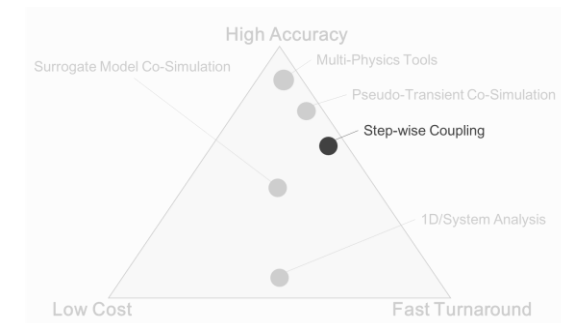 High Accuracy
Multi-Physics Tools
Surrogate Model Co-Simulation
Pseudo-Transient Co-Simulation
Step-wise Coupling
1D/System Analysis
Low Cost
Fast Turnaround